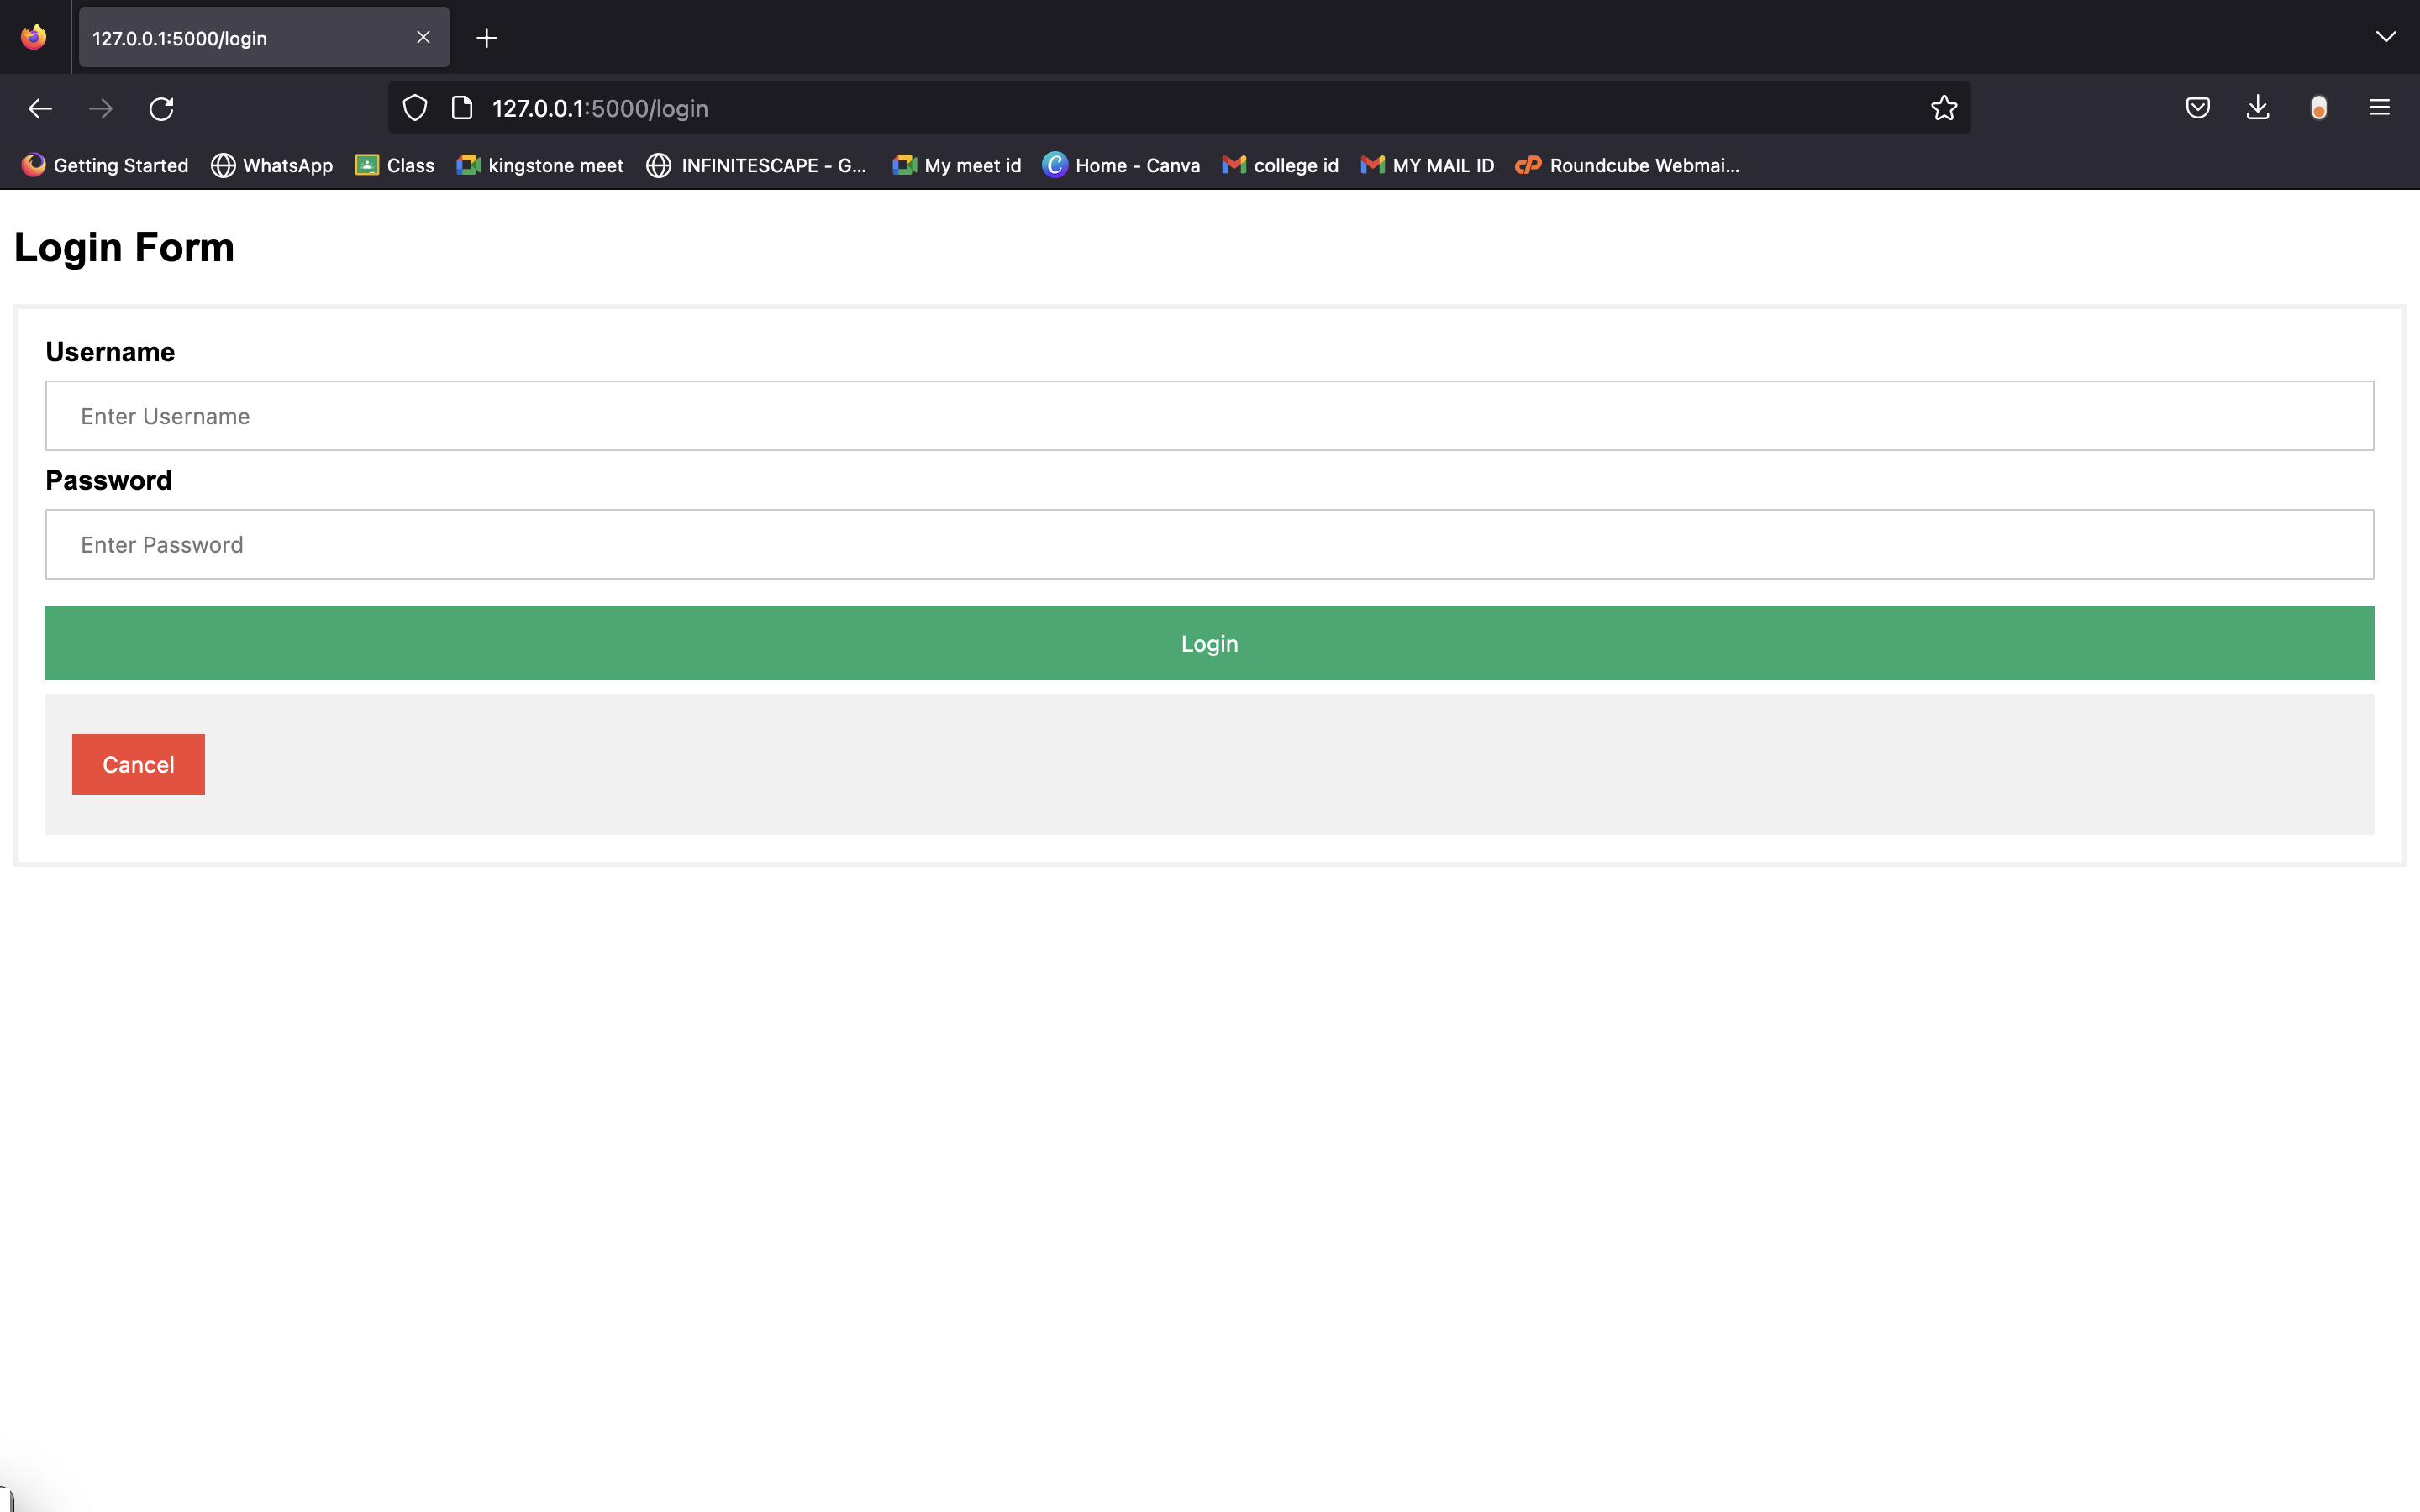 127.0.0.1:5000/login
127.0.0.1:5000/login
Getting Started WhatsApp Class kingstone meet INFINITESCAPE - G... My meet id Home - Canva college id MY MAIL ID Roundcube Webmai...
Login Form
Username
Enter Username
Password
Enter Password
Login
Cancel